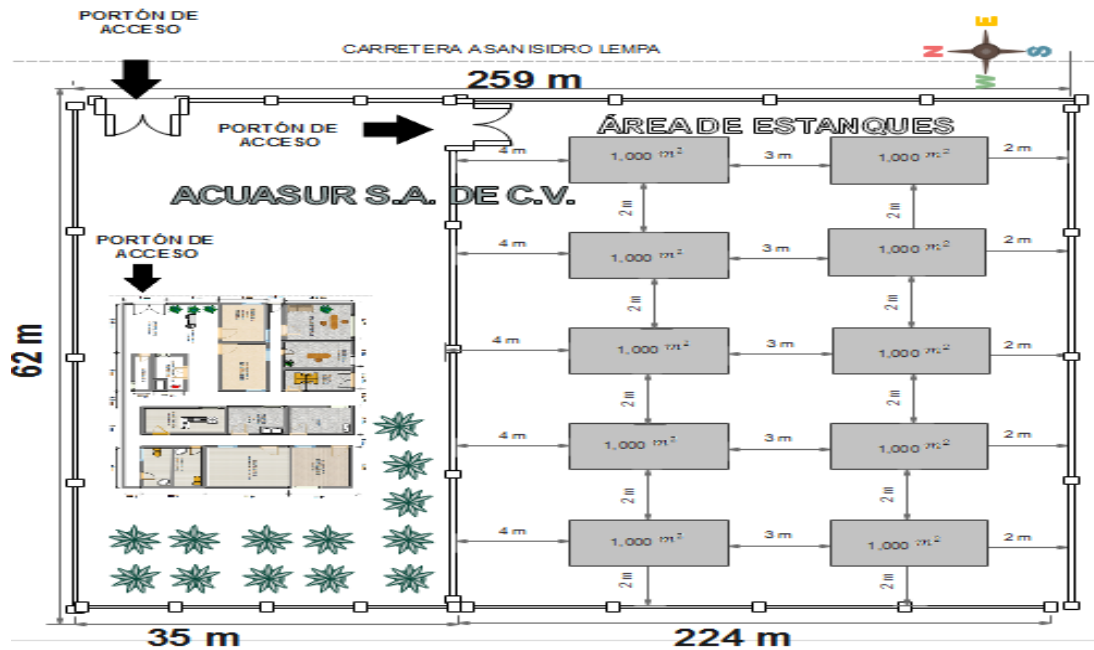 PORTÓN DE
ACCESO
CARRETERA A SAN ISIDRO LEMPA
E
N
S
W
259 m
PORTÓN DE
ACCESO
ÁREA DE ESTANQUES
4 m
1,000 m²
3 m
1,000 m²
2 m
ACUASUR S.A. DE C.V.
2 m
2 m
PORTÓN DE
ACCESO
4 m
1,000 m²
3 m
1,000 m²
2 m
2 m
2 m
62 m
4 m
1,000 m²
3 m
1,000 m²
2 m
2 m
2 m
4 m
1,000 m²
3 m
1,000 m²
2 m
2 m
2 m
4 m
1,000 m²
3 m
1,000 m²
2 m
2 m
2 m
35 m
224 m